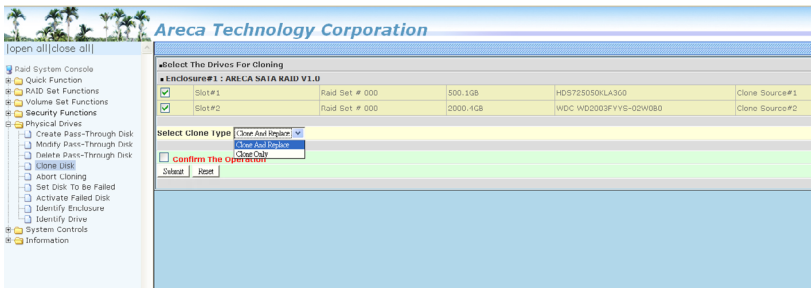 Areca Technology Corporation
|open all|close all|
Raid System Console
Quick Function
RAID Set Functions
Volume Set Functions
Security Functions
Physical Drives
Create Pass-Through Disk
Modify Pass-Through Disk
Delete Pass-Through Disk
Clone Disk
Abort Cloning
Set Disk To Be Failed
Activate Failed Disk
Identify Enclosure
Identify Drive
System Controls
Information
Select The Drives For Cloning
Enclosure#1 : ARECA SATA RAID V1.0
Slot#1 Raid Set # 000 500.1GB HDS725050KLA360 Clone Source#1
Slot#2 Raid Set # 000 2000.4GB WDC WD2003FYYS-02W0B0 Clone Source#2
Select Clone Type Clone And Replace
Clone And Replace
Clone Only
Confirm The Operation
Submit Reset